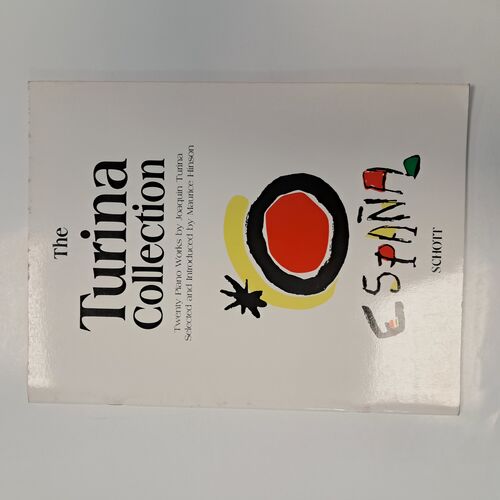 The
Turina
Collection
Twenty Piano Works by Joaquin Turina
Selected and Introduced by Maurice Hinson
ESPAÑA
SCHOTT